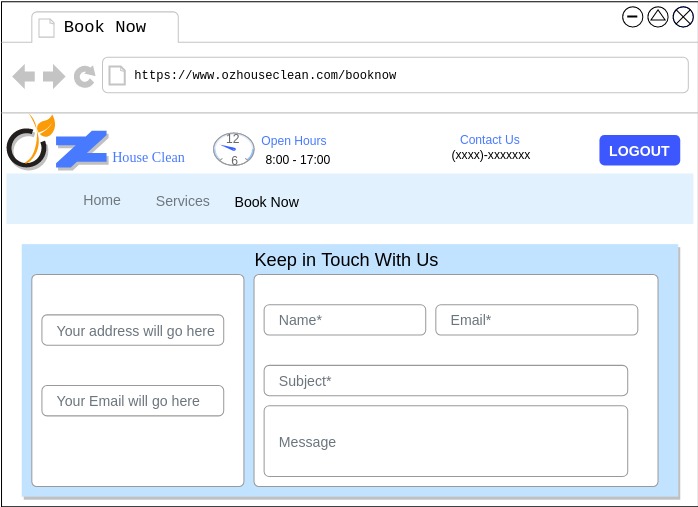 Book Now
https://www.ozhouseclean.com/booknow
OZ House Clean
12
6
Open Hours
8:00 - 17:00
Contact Us
(xxxx)-xxxxxxx
LOGOUT
Home Services Book Now
Keep in Touch With Us
Your address will go here
Your Email will go here
Name* Email*
Subject*
Message